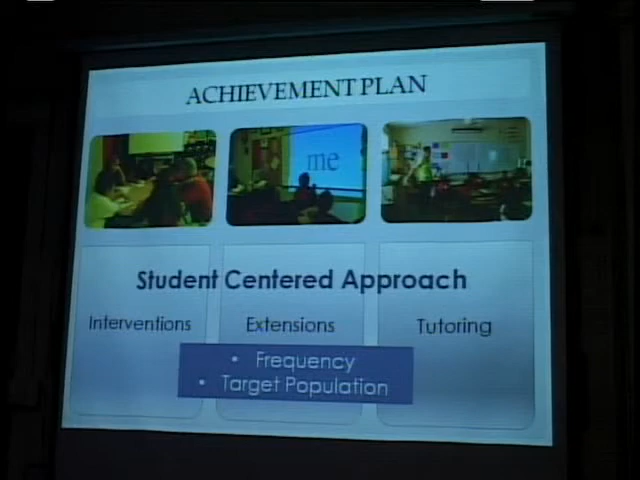 ACHIEVEMENT PLAN
me
Student Centered Approach
Interventions
Extensions
Tutoring
• Frequency
• Target Population